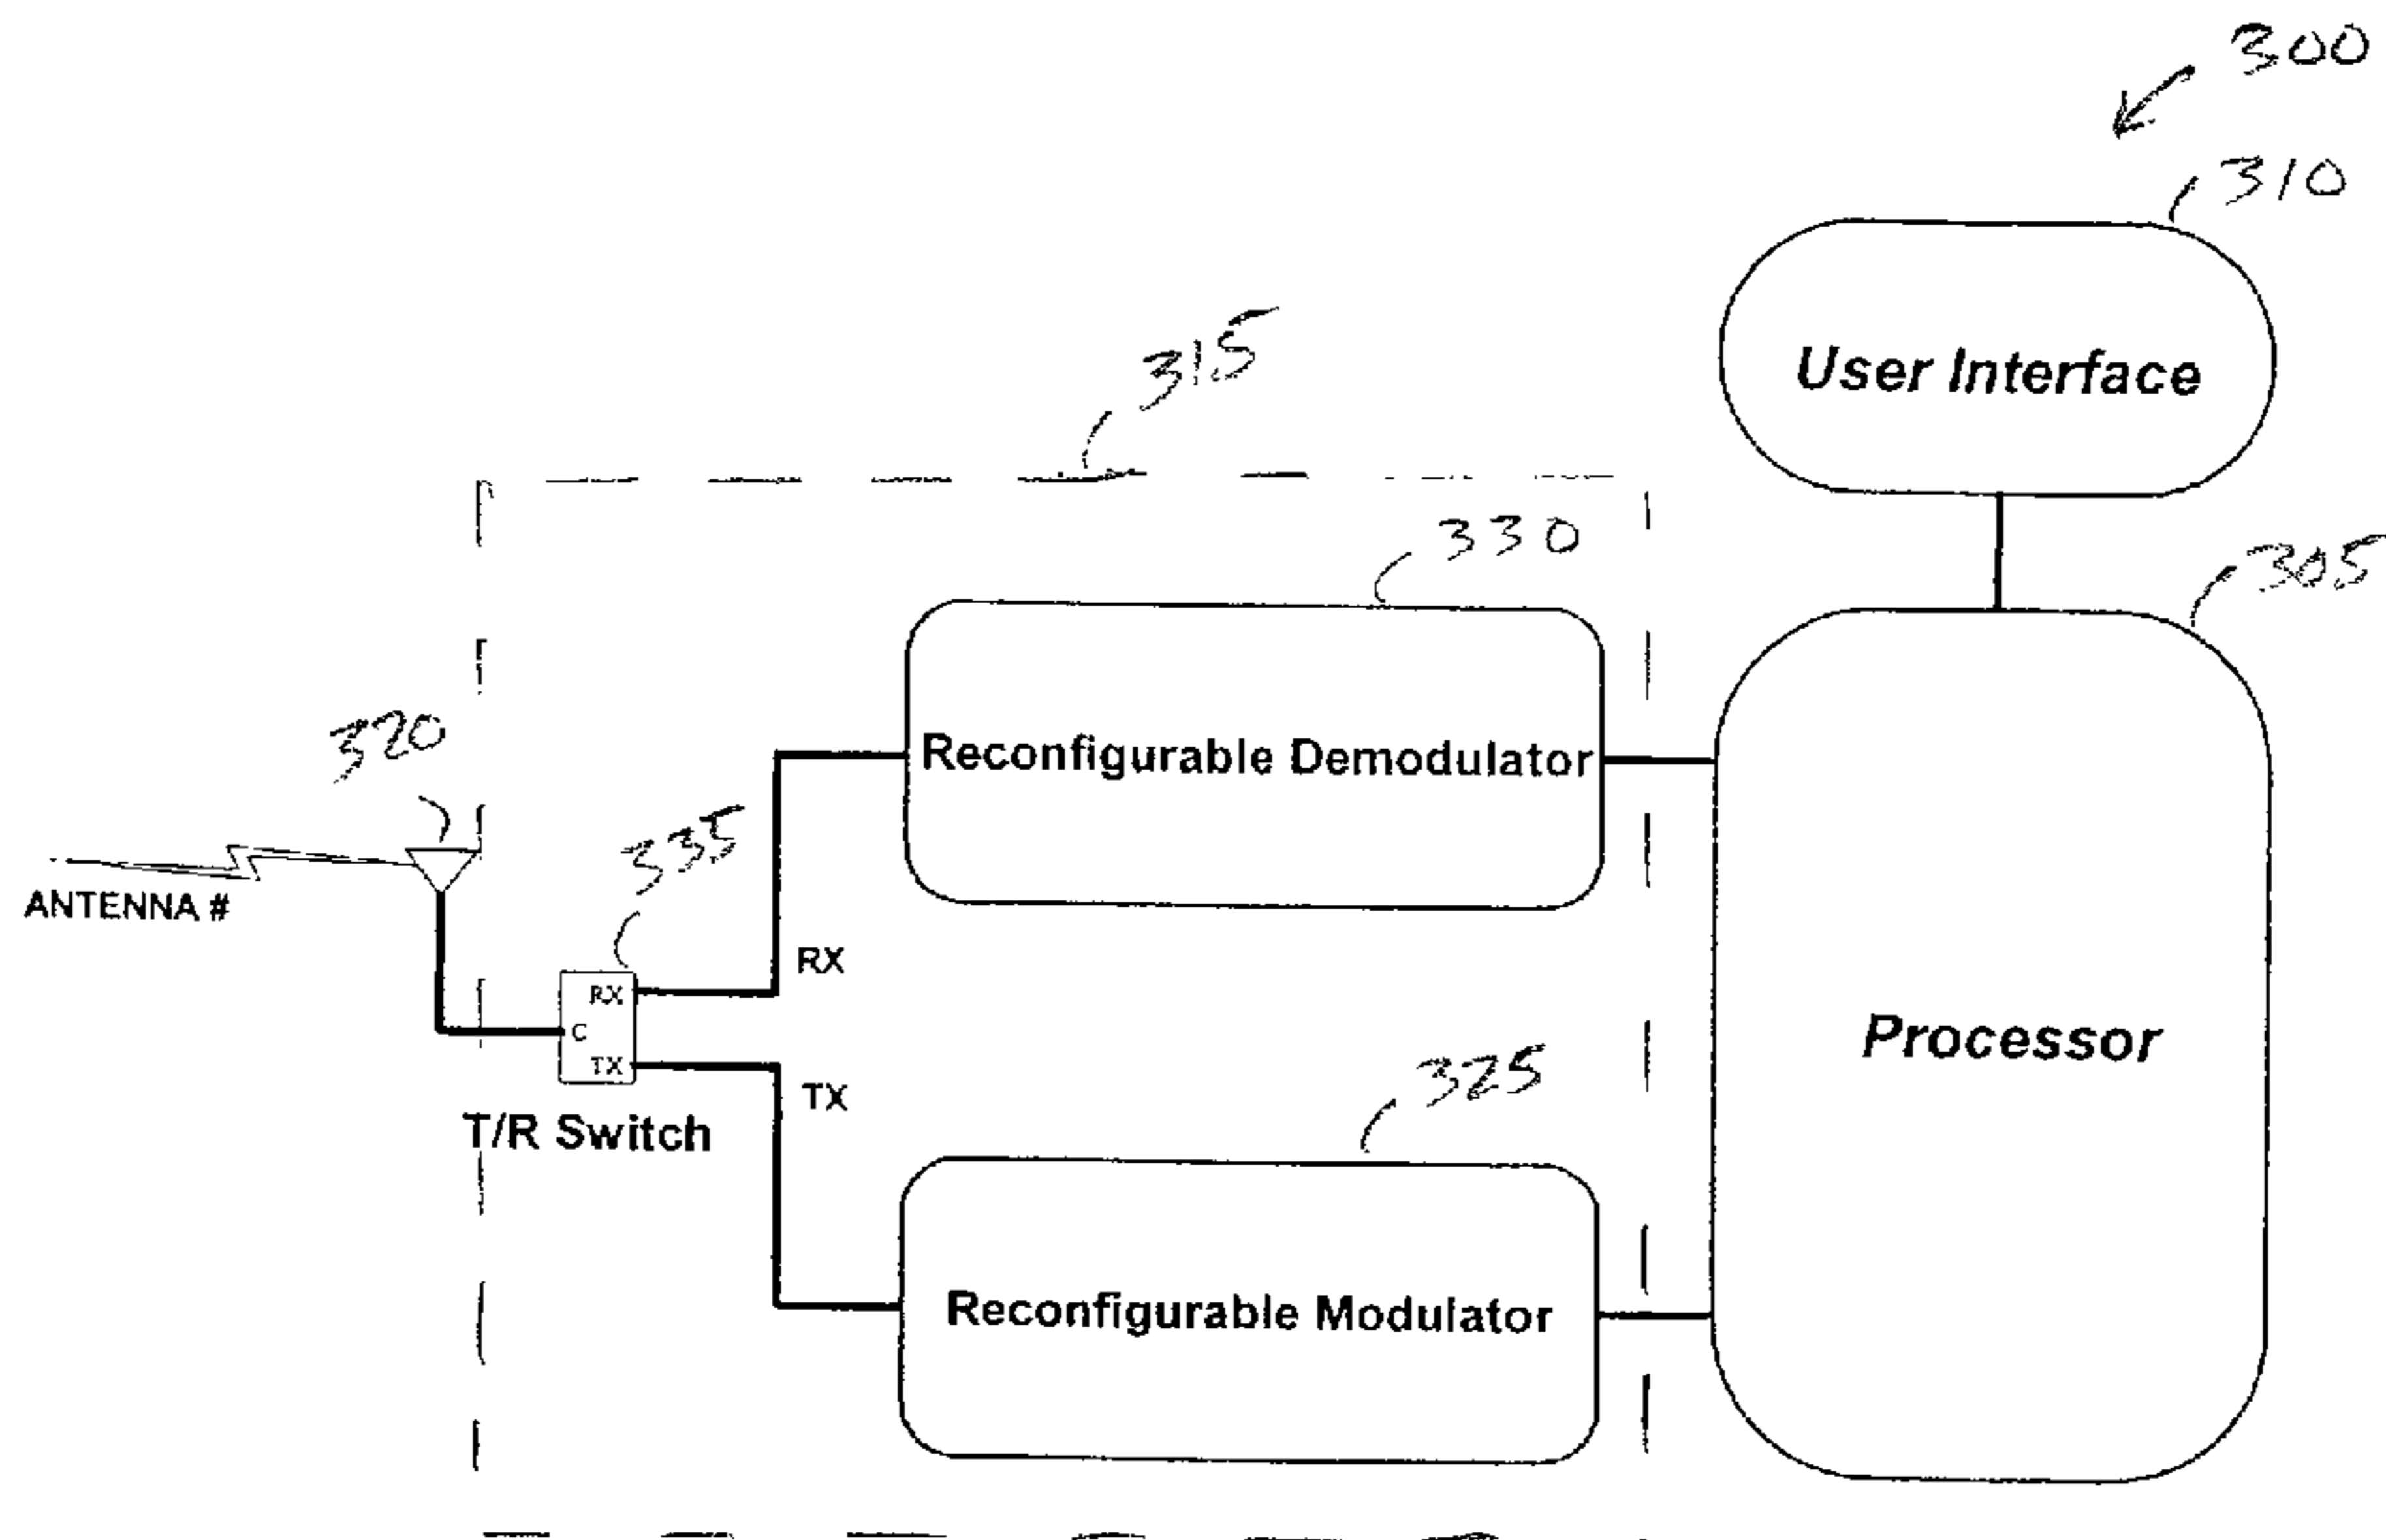 300
310
User Interface
315
330
305
Reconfigurable Demodulator
320
335
ANTENNA #
RX
RX
C
TX
TX
T/R Switch
Processor
325
Reconfigurable Modulator